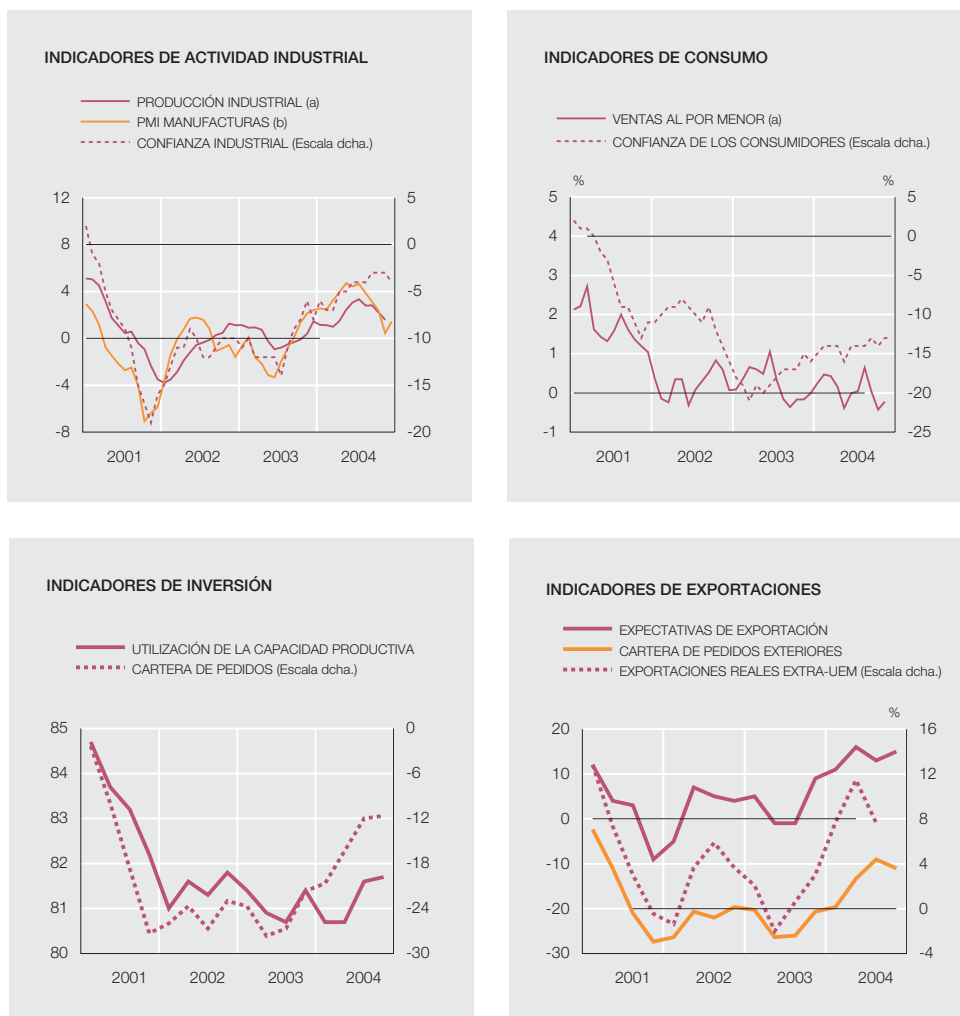 INDICADORES DE ACTIVIDAD INDUSTRIAL
PRODUCCIÓN INDUSTRIAL (a)
PMI MANUFACTURAS (b)
CONFIANZA INDUSTRIAL (Escala dcha.)
12 5
8 0
4 -5
0 -10
-4 -15
-8 -20
2001 2002 2003 2004
INDICADORES DE CONSUMO
VENTAS AL POR MENOR (a)
CONFIANZA DE LOS CONSUMIDORES (Escala dcha.)
% %
5 5
4 0
3 -5
2 -10
1 -15
0 -20
-1 -25
2001 2002 2003 2004
INDICADORES DE INVERSIÓN
UTILIZACIÓN DE LA CAPACIDAD PRODUCTIVA
CARTERA DE PEDIDOS (Escala dcha.)
85 0
84 -6
83 -12
82 -18
81 -24
80 -30
2001 2002 2003 2004
INDICADORES DE EXPORTACIONES
EXPECTATIVAS DE EXPORTACIÓN
CARTERA DE PEDIDOS EXTERIORES
EXPORTACIONES REALES EXTRA-UEM (Escala dcha.)
%
20 16
10 12
0 8
-10 4
-20 0
-30 -4
2001 2002 2003 2004